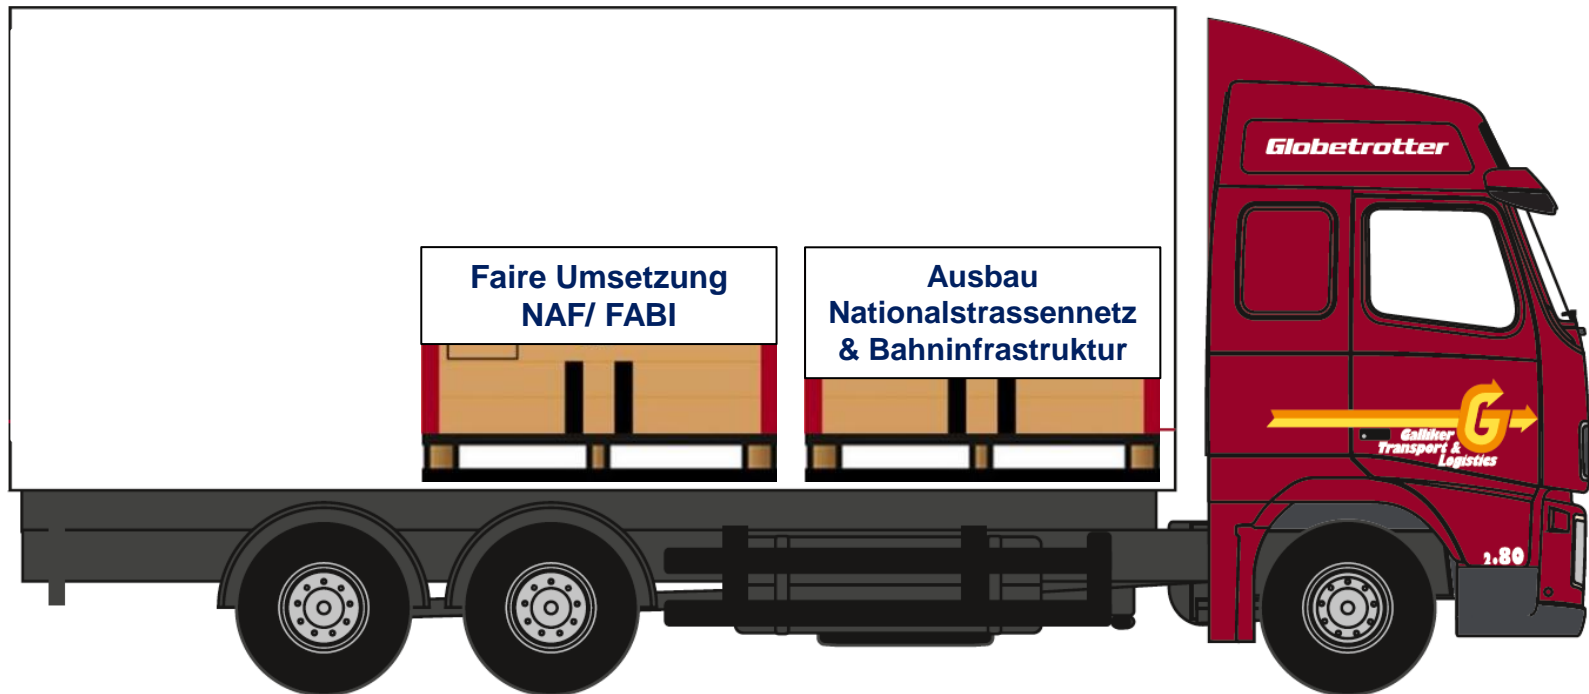 Globetrotter
Faire Umsetzung
NAF/ FABI
Ausbau
Nationalstrassennetz
& Bahninfrastruktur
G
Galliker
Transport &
Logistics
2.80